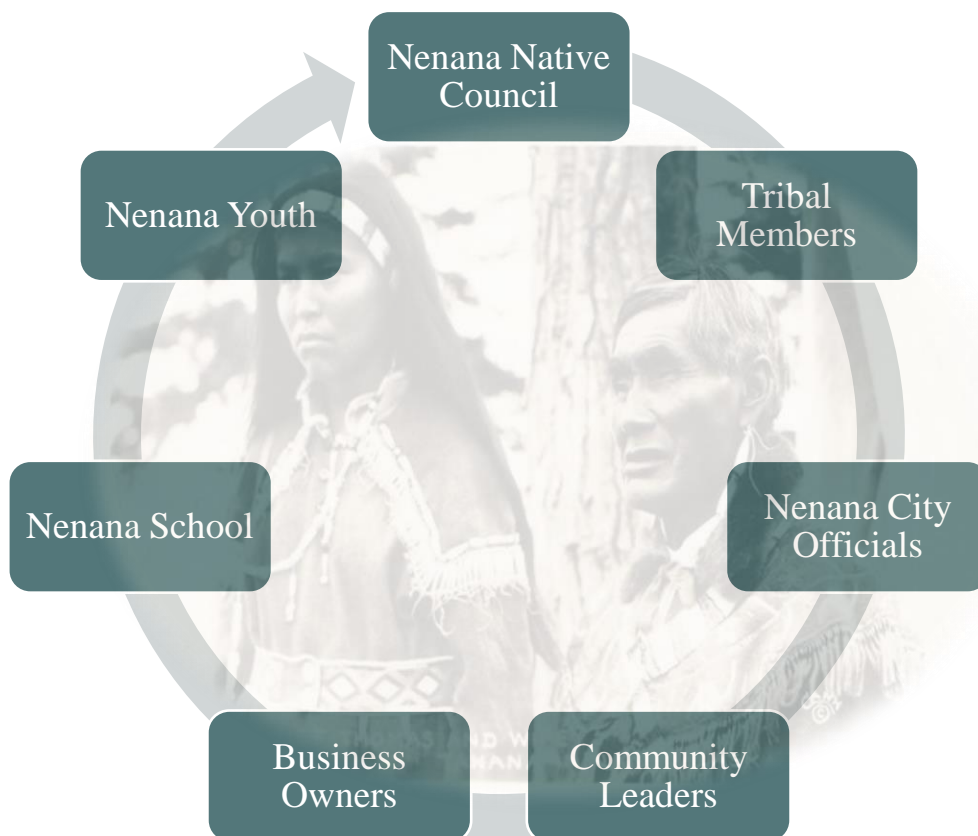 Nenana Native
Council
Tribal
Members
Nenana City
Officials
Community
Leaders
Business
Owners
Nenana School
Nenana Youth